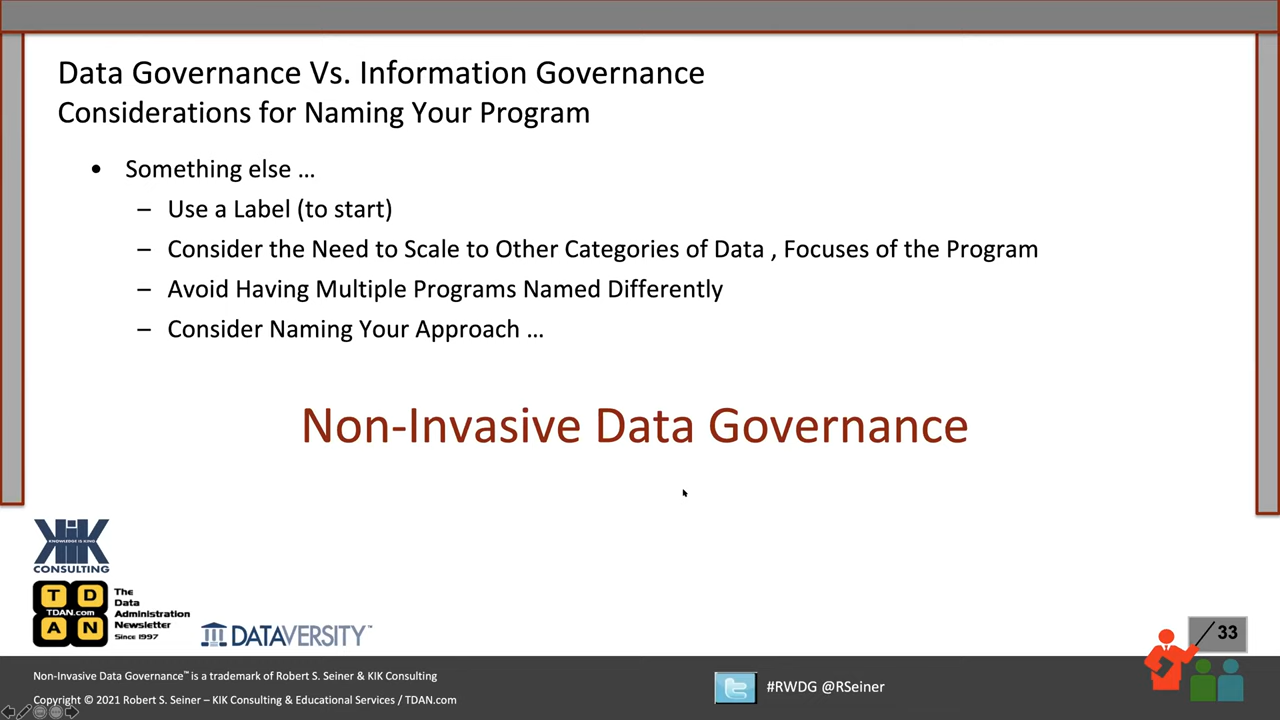 Data Governance Vs. Information Governance
Considerations for Naming Your Program
• Something else …
– Use a Label (to start)
– Consider the Need to Scale to Other Categories of Data , Focuses of the Program
– Avoid Having Multiple Programs Named Differently
– Consider Naming Your Approach …
Non-Invasive Data Governance
KIK
KNOWLEDGE IS KING
CONSULTING
T D
TDAN.com
A N
The
Data
Administration
Newsletter
Since 1997
DATAVERSITY™
33
Non-Invasive Data Governance™ is a trademark of Robert S. Seiner & KIK Consulting
Copyright © 2021 Robert S. Seiner – KIK Consulting & Educational Services / TDAN.com
#RWDG @RSeiner